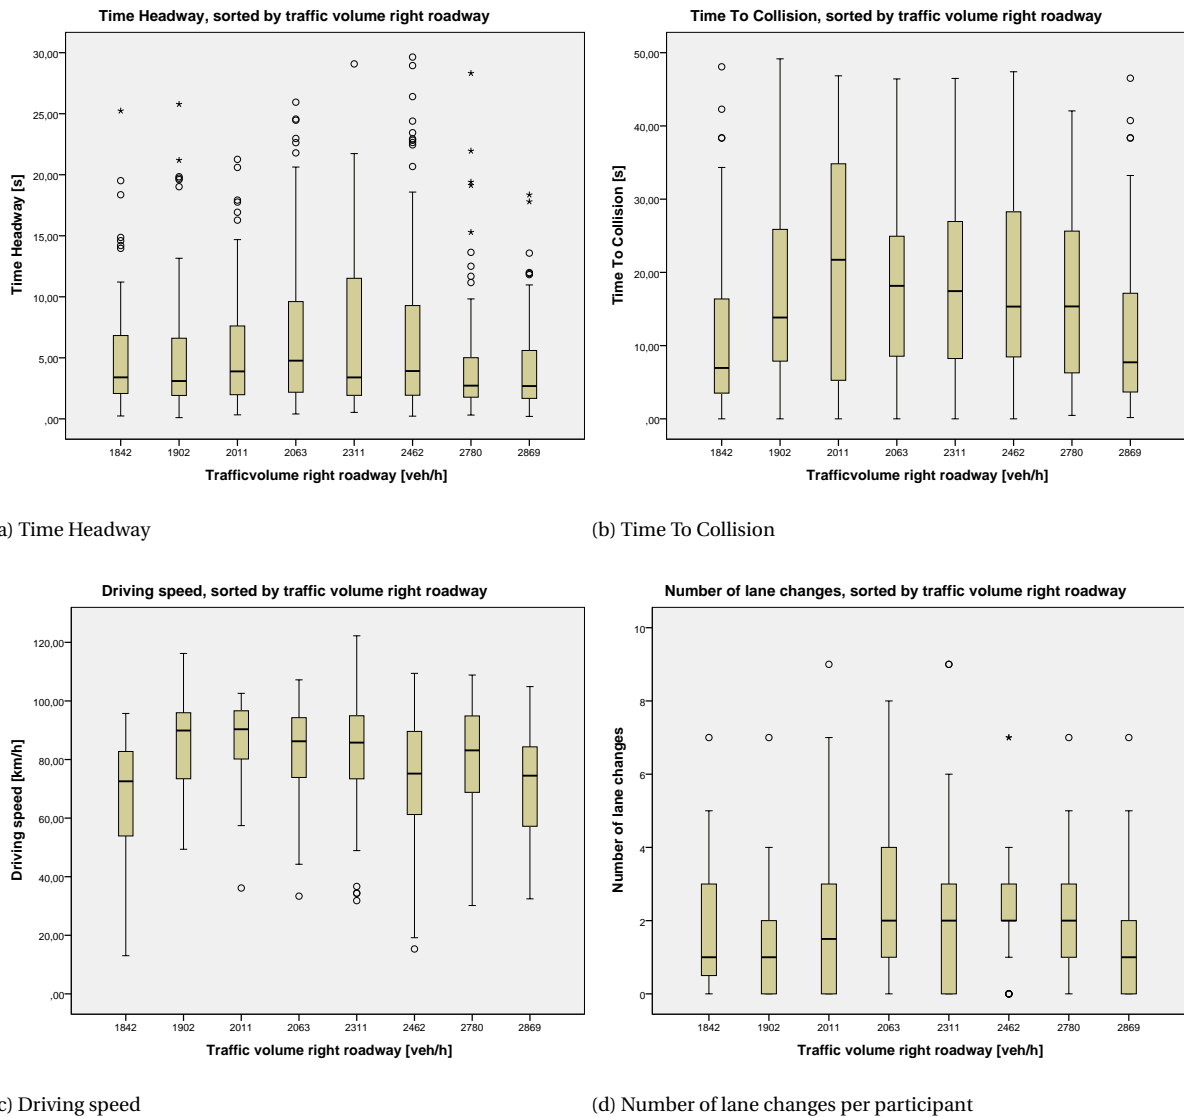 Time Headway, sorted by traffic volume right roadway
Time Headway [s]
30,00
25,00
20,00
15,00
10,00
5,00
,00
1842 1902 2011 2063 2311 2462 2780 2869
Trafficvolume right roadway [veh/h]
a) Time Headway
Time To Collision, sorted by traffic volume right roadway
Time To Collision [s]
50,00
40,00
30,00
20,00
10,00
,00
1842 1902 2011 2063 2311 2462 2780 2869
Trafficvolume right roadway [veh/h]
(b) Time To Collision
Driving speed, sorted by traffic volume right roadway
Driving speed [km/h]
120,00
100,00
80,00
60,00
40,00
20,00
,00
1842 1902 2011 2063 2311 2462 2780 2869
Traffic volume right roadway [veh/h]
c) Driving speed
Number of lane changes, sorted by traffic volume right roadway
Number of lane changes
10
8
6
4
2
0
1842 1902 2011 2063 2311 2462 2780 2869
Traffic volume right roadway [veh/h]
(d) Number of lane changes per participant